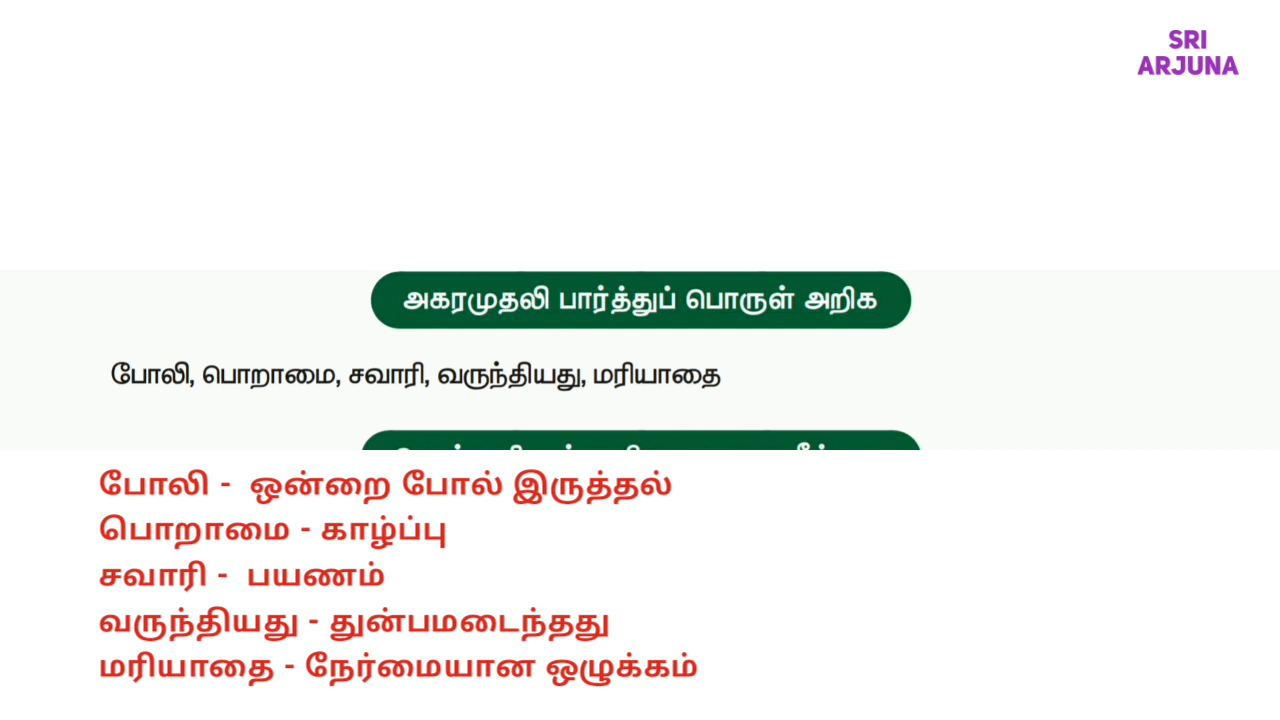 SRI
ARJUNA
அகரமுதலி பார்த்துப் பொருள் அறிக
போலி, பொறாமை, சவாரி, வருந்தியது, மரியாதை
போலி - ஒன்றை போல் இருத்தல்
பொறாமை - காழ்ப்பு
சவாரி - பயணம்
வருந்தியது - துன்பமடைந்தது
மரியாதை - நேர்மையான ஒழுக்கம்